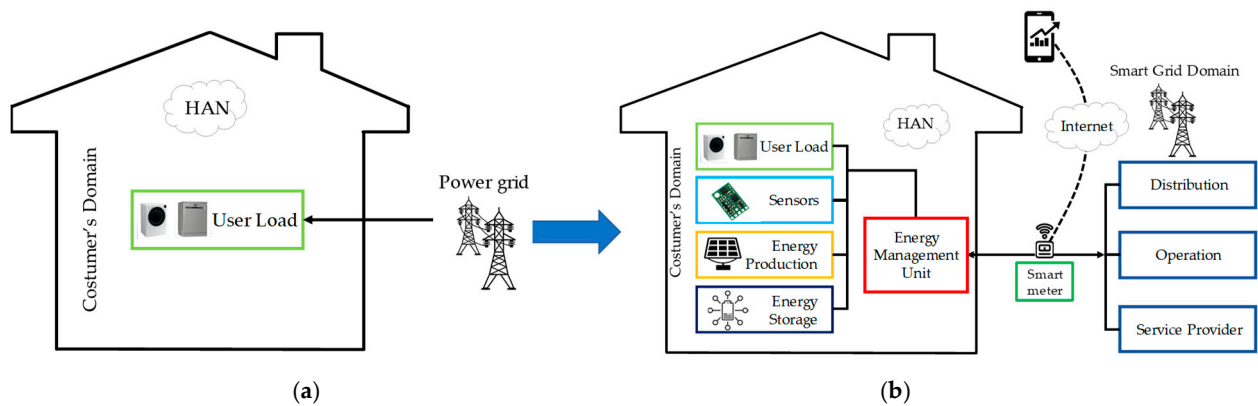 HAN
Costumer's Domain
User Load
Power grid
(a)
HAN
Costumer's Domain
User Load
Sensors
Energy
Production
Energy
Storage
Energy
Management
Unit
Internet
Smart
meter
Smart Grid Domain
Distribution
Operation
Service Provider
(b)